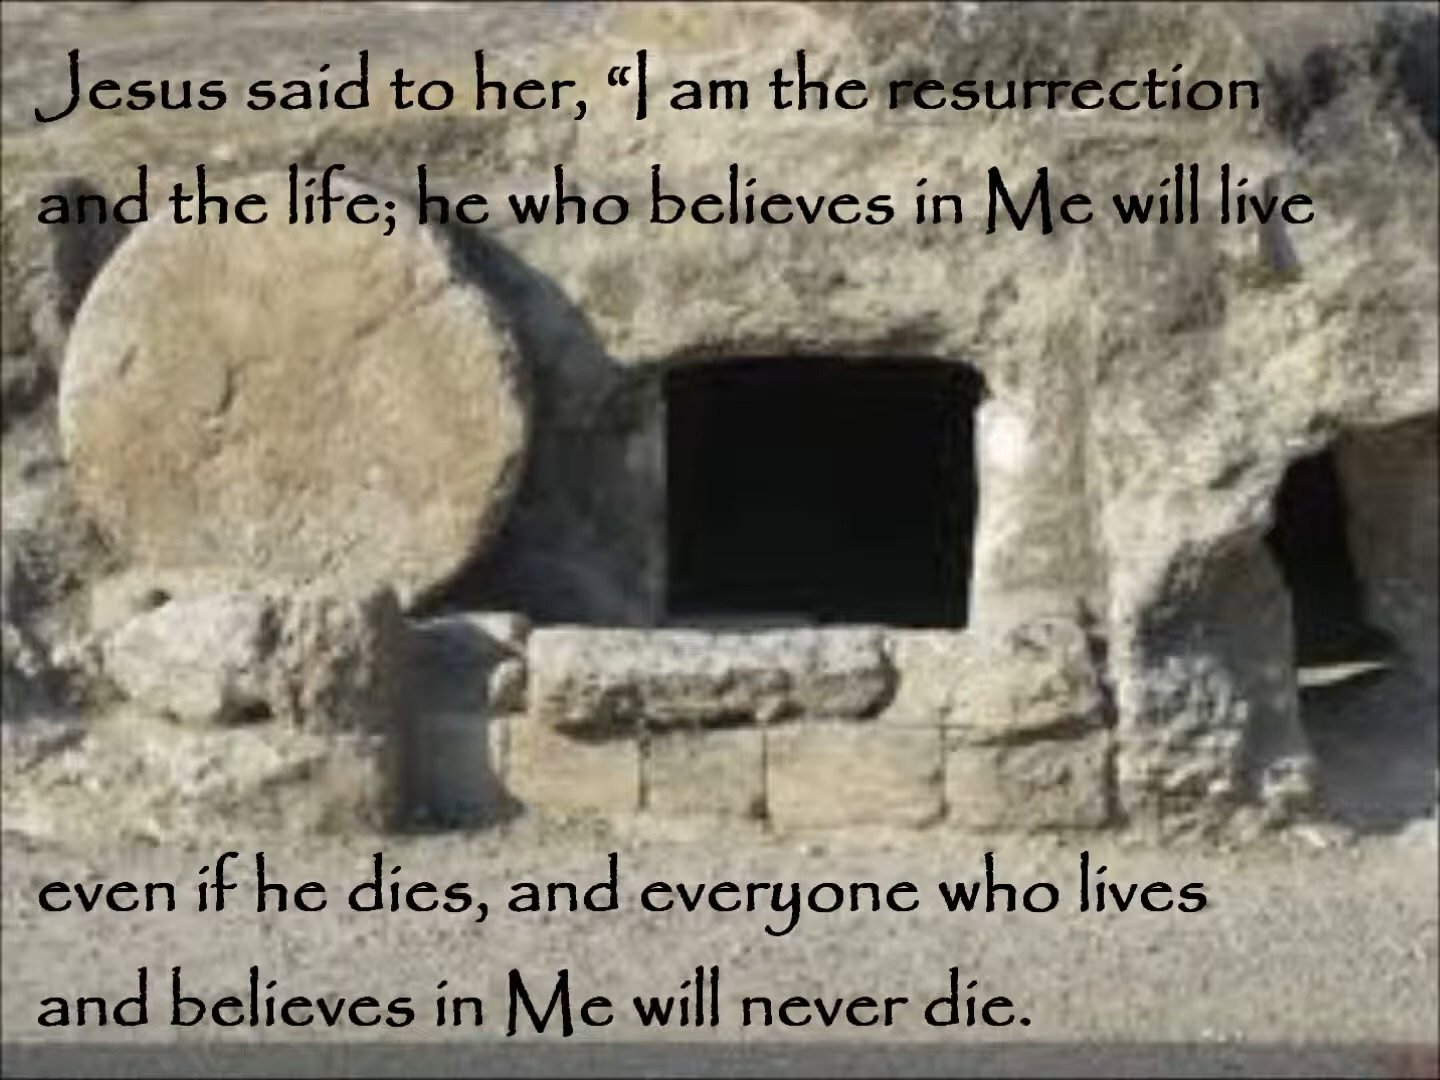 Jesus said to her, “I am the resurrection
and the life; he who believes in Me will live
even if he dies, and everyone who lives
and believes in Me will never die.